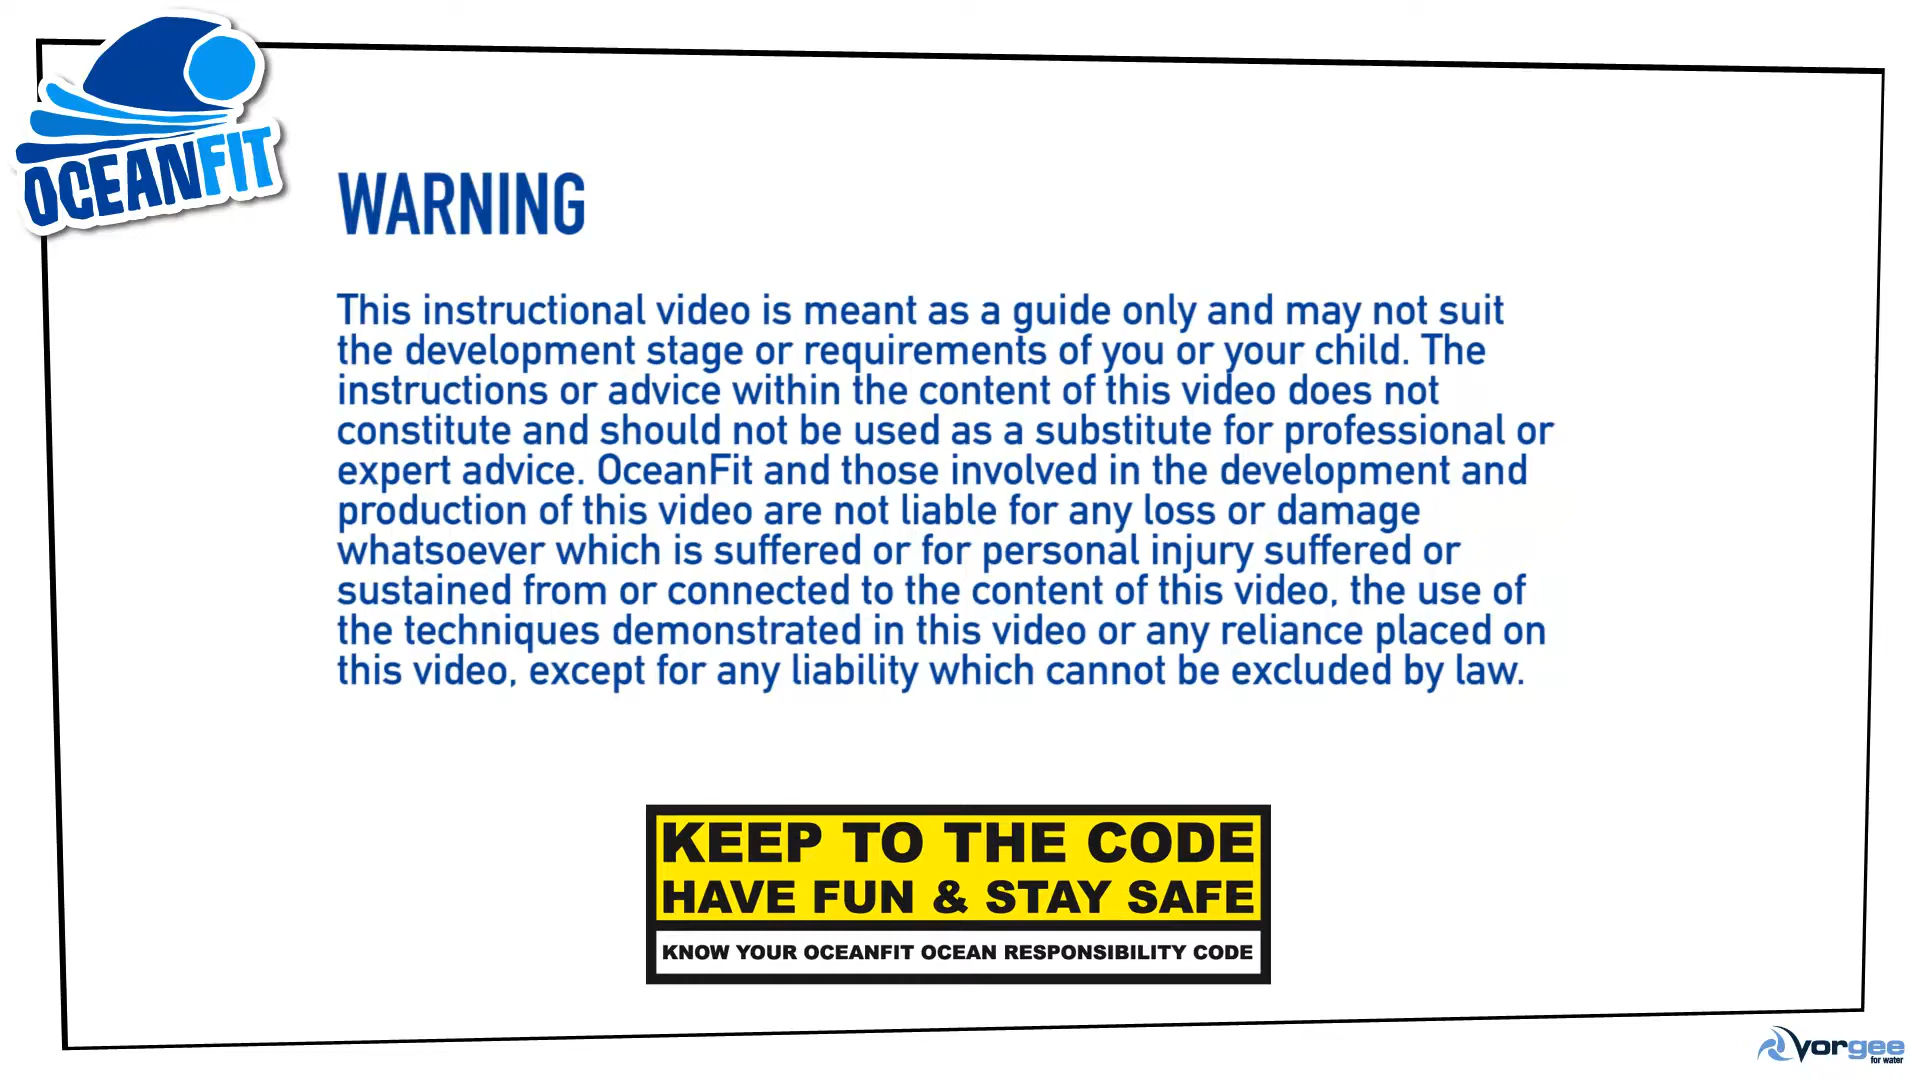 OCEANFIT
WARNING
This instructional video is meant as a guide only and may not suit
the development stage or requirements of you or your child. The
instructions or advice within the content of this video does not
constitute and should not be used as a substitute for professional or
expert advice. OceanFit and those involved in the development and
production of this video are not liable for any loss or damage
whatsoever which is suffered or for personal injury suffered or
sustained from or connected to the content of this video, the use of
the techniques demonstrated in this video or any reliance placed on
this video, except for any liability which cannot be excluded by law.
KEEP TO THE CODE
HAVE FUN & STAY SAFE
KNOW YOUR OCEANFIT OCEAN RESPONSIBILITY CODE
vorgee
for water